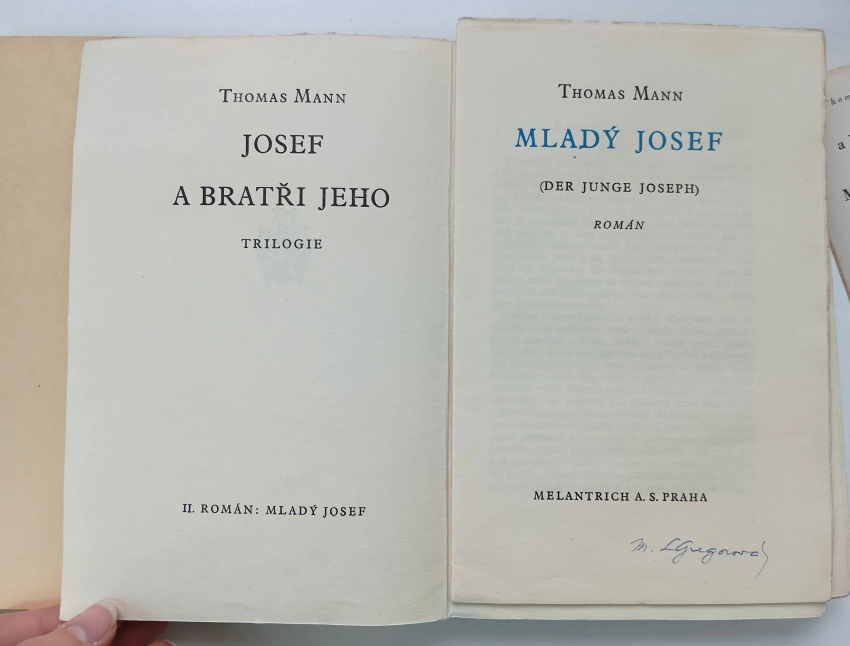 THOMAS MANN
JOSEF
A BRATŘI JEHO
TRILOGIE
II. ROMÁN: MLADÝ JOSEF
THOMAS MANN
MLADÝ JOSEF
(DER JUNGE JOSEPH)
ROMÁN
MELANTRICH A. S. PRAHA
M. LGregorová